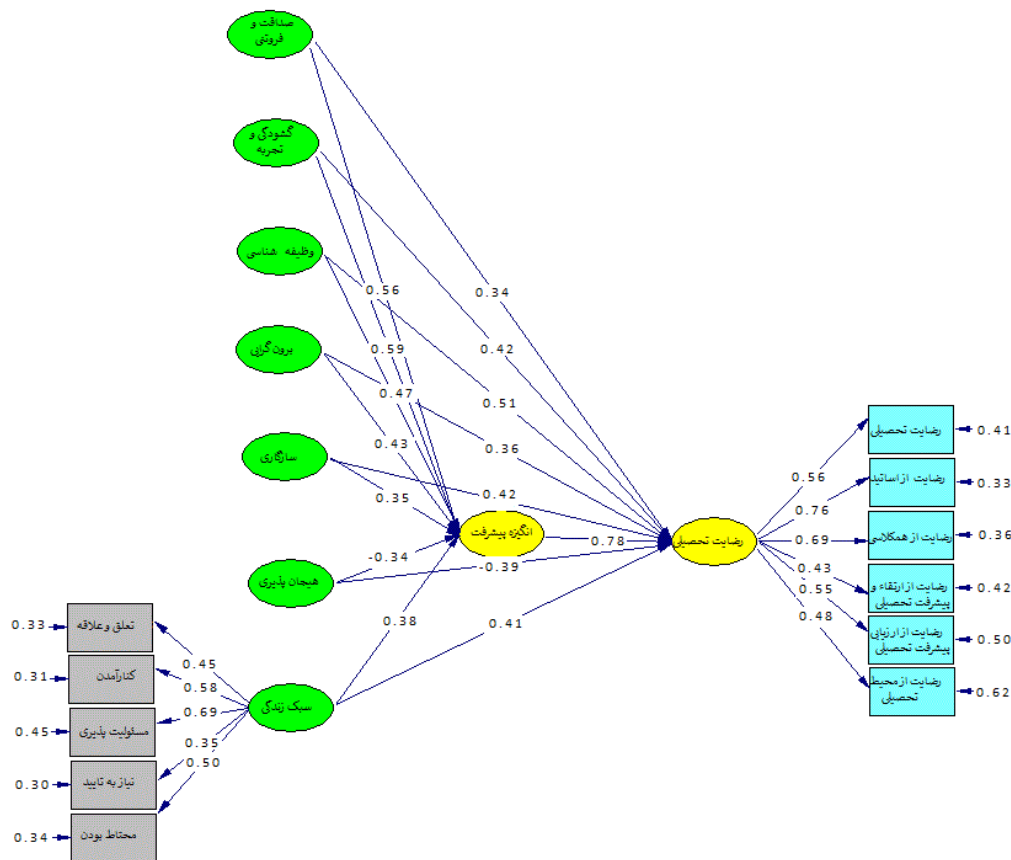 صداقت و
فروتنی
گشودگی و
تجربه
وظیفه هناسی
برون گرایی
سازگاری
هیجان پذیری
سبک زندگی
انگیزه پیشرفت
رضایت تحصیلی
0.56
0.34
0.59
0.42
0.47
0.51
0.43
0.36
0.35
0.42
-0.34
0.78
-0.39
0.38
0.41
رضایت تحصیلی
0.41
رضایت از اساتید
0.33
رضایت از همکلاسی
0.36
رضایت از ارتقاء و
پیشرفت تحصیلی
0.42
رضایت از ارزیابی
پیشرفت تحصیلی
0.50
رضایت از محیط
تحصیلی
0.62
0.56
0.76
0.69
0.43
0.55
0.48
0.33
تعلق و علاقه
0.45
0.31
کنارآمدن
0.58
0.45
مسئولیت پذیری
0.69
0.30
نیاز به تایید
0.35
0.34
محتاط بودن
0.50